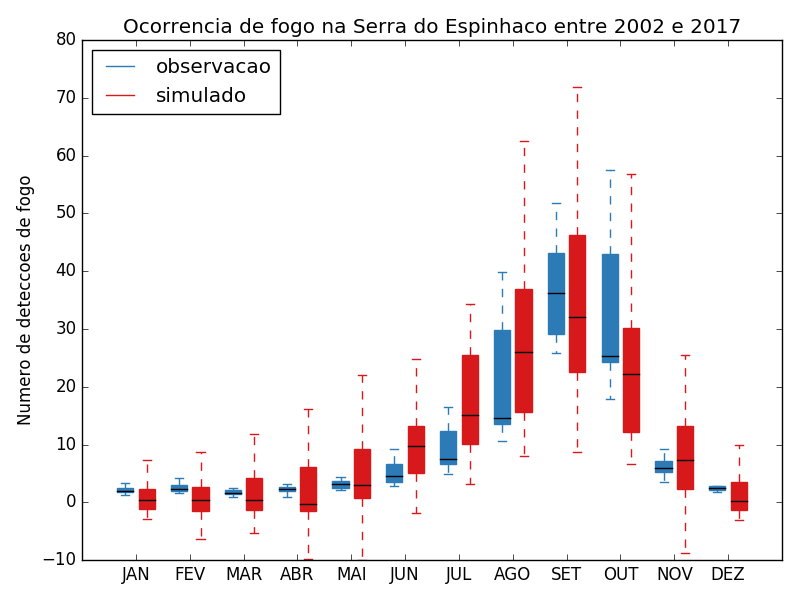 Ocorrencia de fogo na Serra do Espinhaco entre 2002 e 2017
observacao
simulado
Numero de deteccoes de fogo
80
70
60
50
40
30
20
10
0
−10
JAN FEV MAR ABR MAI JUN JUL AGO SET OUT NOV DEZ